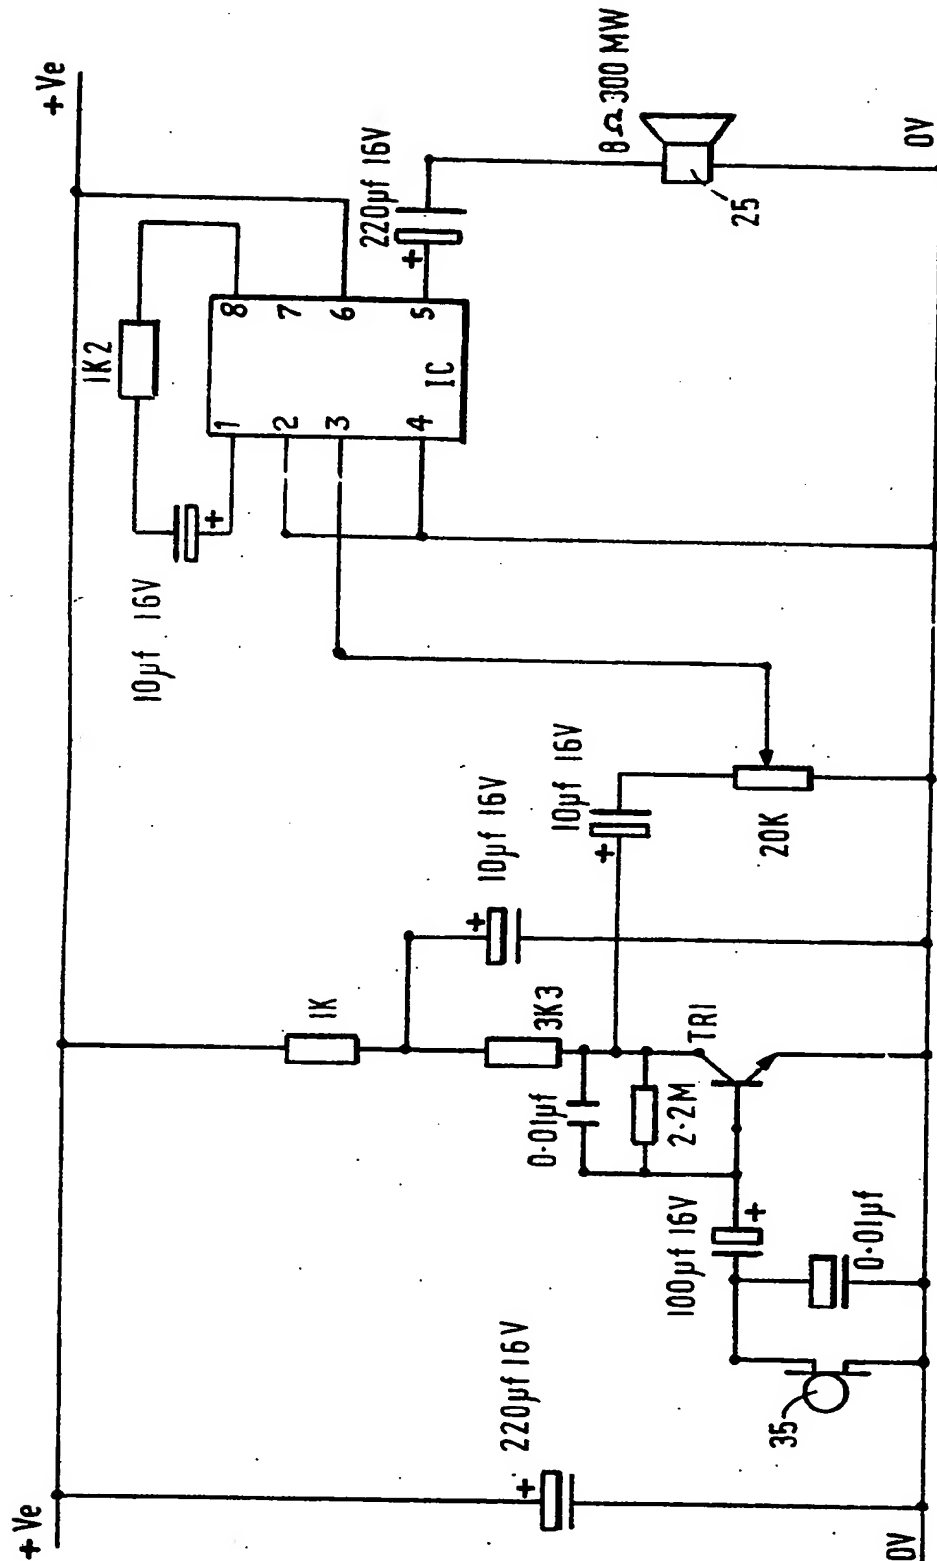 +Ve
+Ve
1K2
8
7
6
5
1
2
3
4
IC
220µf 16V
+
8Ω 300 MW
25
0V
10µf 16V
+
10µf 16V
+
10µf 16V
+
20K
1K
3K3
0·01µf
2·2M
TR1
100µf 16V
+
0·01µf
35
220µf 16V
+
0V